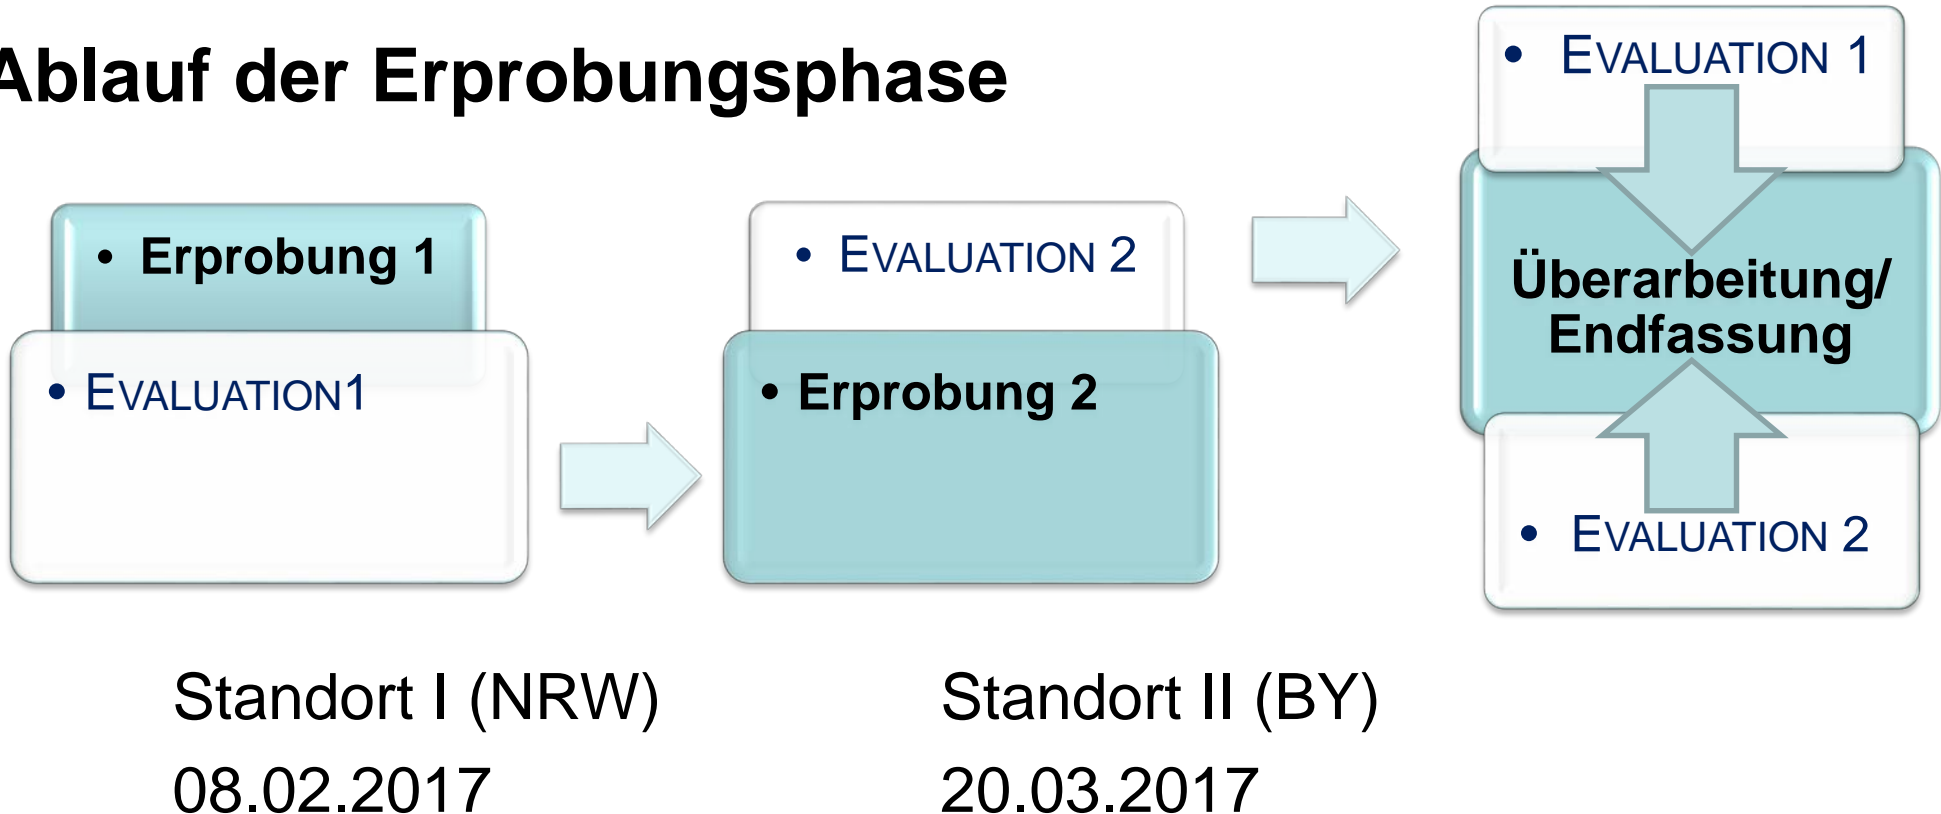 Ablauf der Erprobungsphase
• Erprobung 1
• EVALUATION1
• EVALUATION 2
• Erprobung 2
• EVALUATION 1
Überarbeitung/
Endfassung
• EVALUATION 2
Standort I (NRW)
08.02.2017
Standort II (BY)
20.03.2017